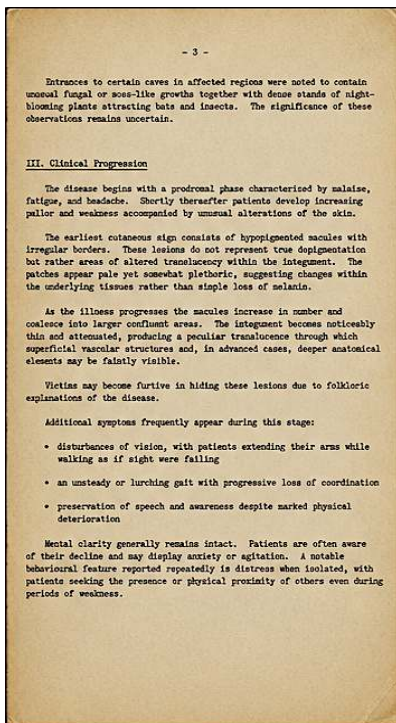 - 3 -
Entrances to certain caves in affected regions were noted to contain
unusual fungal or moss-like growths together with dense stands of night-
blooming plants attracting bats and insects. The significance of these
observations remains uncertain.
III. Clinical Progression
The disease begins with a prodromal phase characterised by malaise,
fatigue, and headache. Shortly thereafter patients develop increasing
pallor and weakness accompanied by unusual alterations of the skin.
The earliest cutaneous sign consists of hypopigmented macules with
irregular borders. These lesions do not represent true depigmentation
but rather areas of altered translucency within the integument. The
patches appear pale yet somewhat plethoric, suggesting changes within
the underlying tissues rather than simple loss of melanin.
As the illness progresses the macules increase in number and
coalesce into larger confluent areas. The integument becomes noticeably
thin and attenuated, producing a peculiar translucence through which
superficial vascular structures and, in advanced cases, deeper anatomical
elements may be faintly visible.
Victims may become furtive in hiding these lesions due to folkloric
explanations of the disease.
Additional symptoms frequently appear during this stage:
• disturbances of vision, with patients extending their arms while
walking as if sight were failing
• an unsteady or lurching gait with progressive loss of coordination
• preservation of speech and awareness despite marked physical
deterioration
Mental clarity generally remains intact. Patients are often aware
of their decline and may display anxiety or agitation. A notable
behavioural feature reported repeatedly is distress when isolated, with
patients seeking the presence or physical proximity of others even during
periods of weakness.